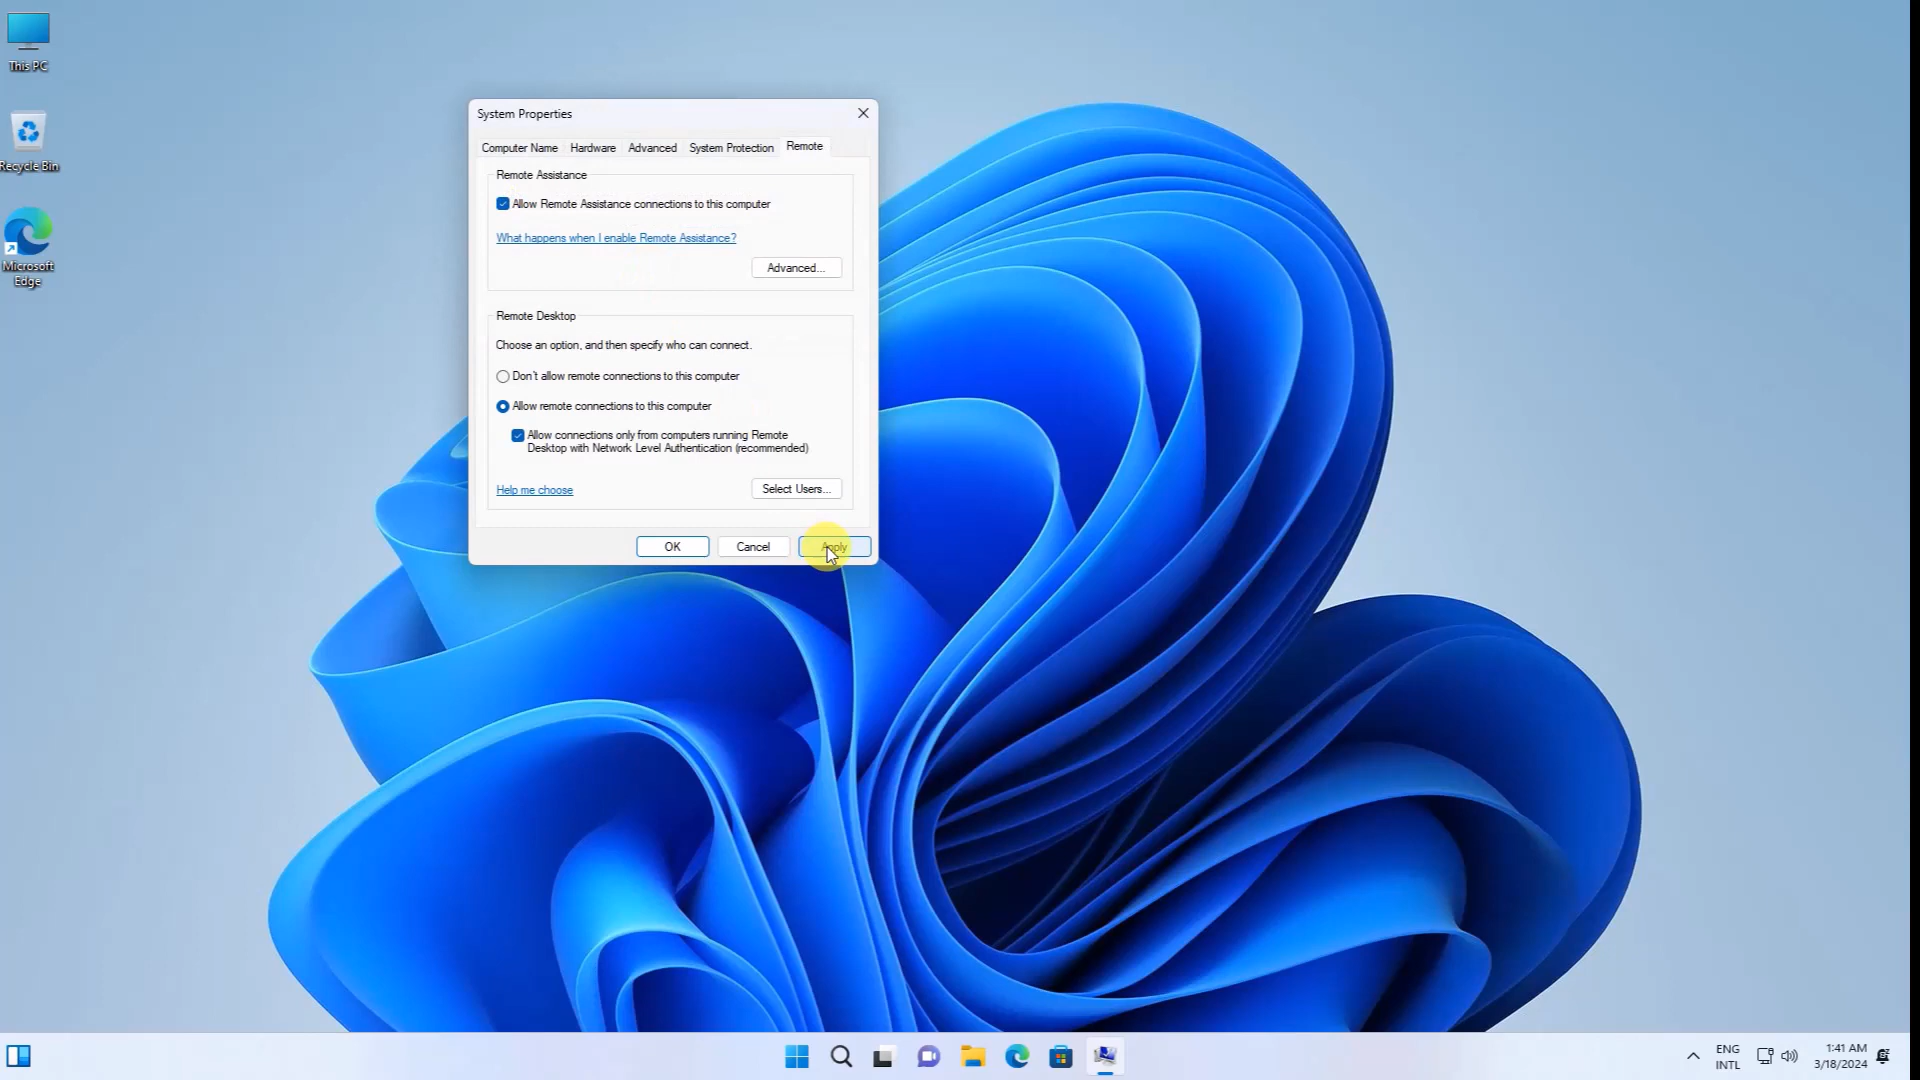 This PC
Recycle Bin
Microsoft
Edge
System Properties
Computer Name
Hardware
Advanced
System Protection
Remote
Remote Assistance
Allow Remote Assistance connections to this computer
What happens when I enable Remote Assistance?
Advanced...
Remote Desktop
Choose an option, and then specify who can connect.
Don't allow remote connections to this computer
Allow remote connections to this computer
Allow connections only from computers running Remote
Desktop with Network Level Authentication (recommended)
Help me choose
Select Users...
OK
Cancel
Apply
ENG
INTL
1:41 AM
3/18/2024